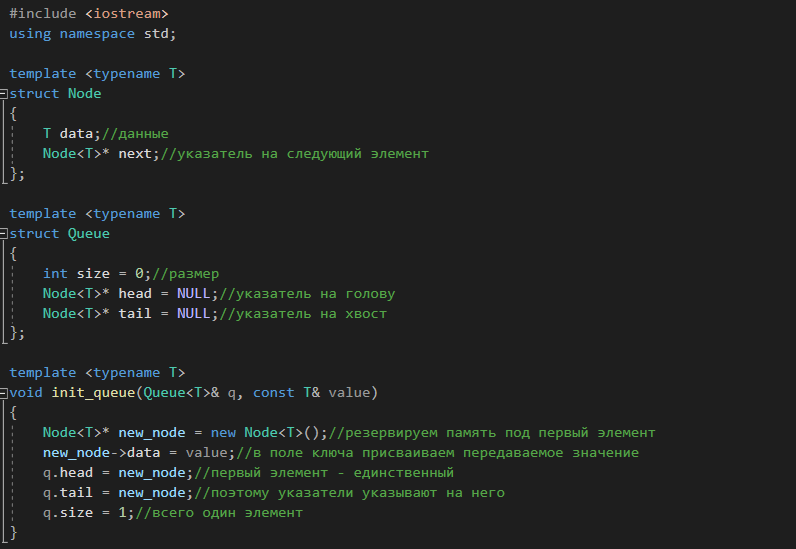 #include <iostream>
using namespace std;
template <typename T>
struct Node
{
T data;//данные
Node<T>* next;//указатель на следующий элемент
};
template <typename T>
struct Queue
{
int size = 0;//размер
Node<T>* head = NULL;//указатель на голову
Node<T>* tail = NULL;//указатель на хвост
};
template <typename T>
void init_queue(Queue<T>& q, const T& value)
{
Node<T>* new_node = new Node<T>();//резервируем память под первый элемент
new_node->data = value;//в поле ключа присваиваем передаваемое значение
q.head = new_node;//первый элемент - единственный
q.tail = new_node;//поэтому указатели указывают на него
q.size = 1;//всего один элемент
}